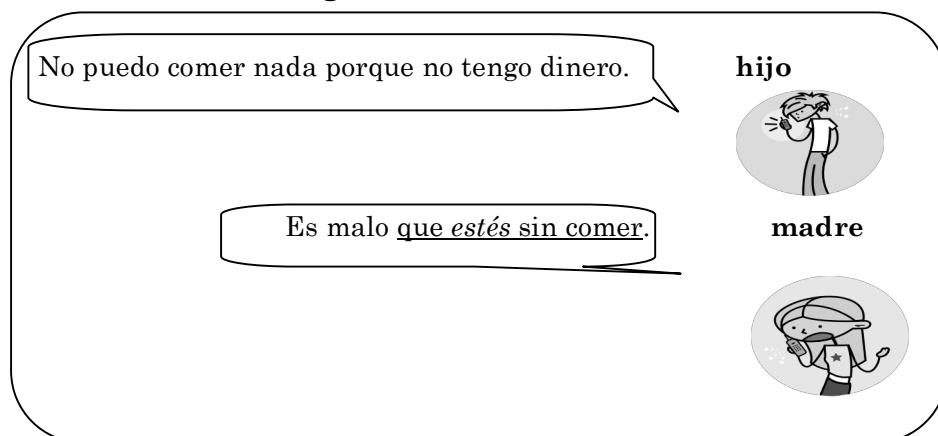 No puedo comer nada porque no tengo dinero.
hijo
Es malo que estés sin comer.
madre